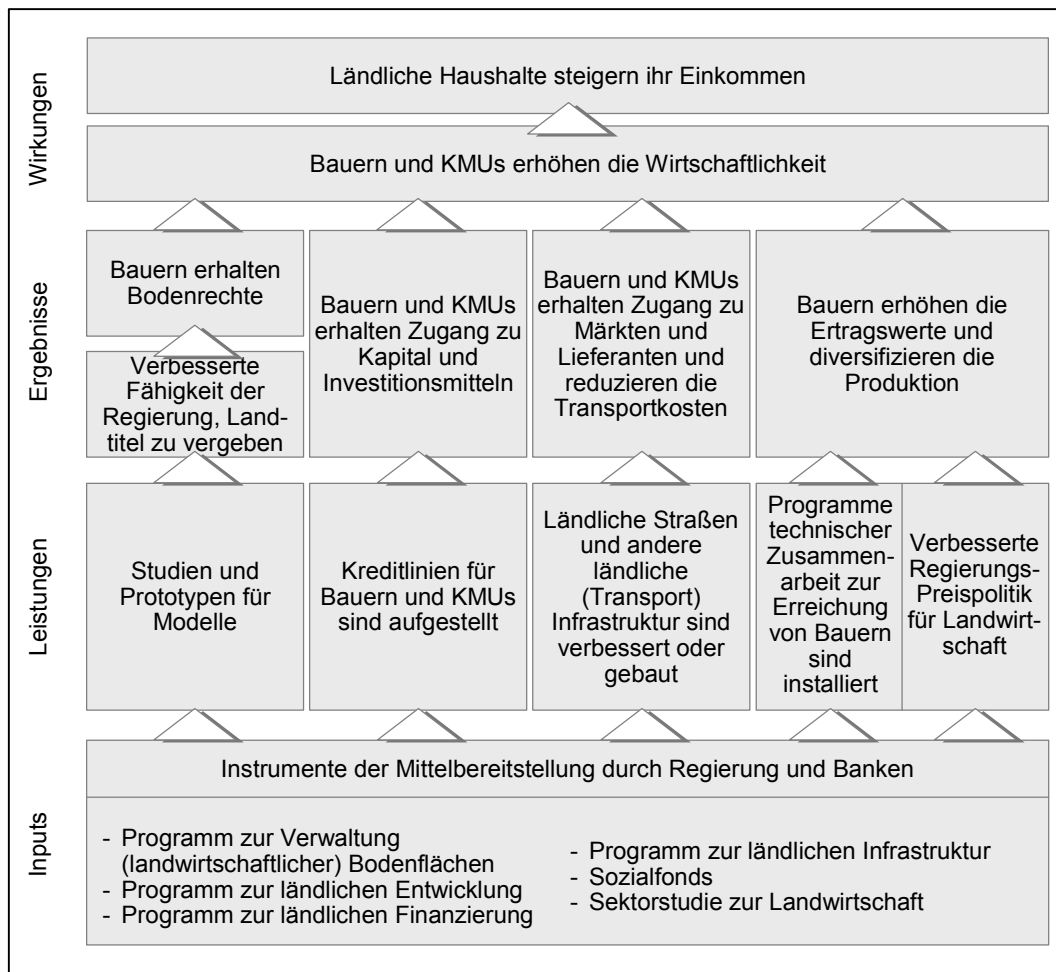 Wirkungen
Ländliche Haushalte steigern ihr Einkommen
Bauern und KMUs erhöhen die Wirtschaftlichkeit
Ergebnisse
Bauern erhalten
Bodenrechte
Verbesserte
Fähigkeit der
Regierung, Land-
titel zu vergeben
Bauern und KMUs
erhalten Zugang zu
Kapital und
Investitionsmitteln
Bauern und KMUs
erhalten Zugang zu
Märkten und
Lieferanten und
reduzieren die
Transportkosten
Bauern erhöhen die
Ertragswerte und
diversifizieren die
Produktion
Leistungen
Studien und
Prototypen für
Modelle
Kreditlinien für
Bauern und KMUs
sind aufgestellt
Ländliche Straßen
und andere
ländliche
(Transport)
Infrastruktur sind
verbessert oder
gebaut
Programme
technischer
Zusammen-
arbeit zur
Erreichung
von Bauern
sind
installiert
Verbesserte
Regierungs-
Preispolitik
für Landwirt-
schaft
Inputs
Instrumente der Mittelbereitstellung durch Regierung und Banken
- Programm zur Verwaltung
(landwirtschaftlicher) Bodenflächen
- Programm zur ländlichen Entwicklung
- Programm zur ländlichen Finanzierung
- Programm zur ländlichen Infrastruktur
- Sozialfonds
- Sektorstudie zur Landwirtschaft